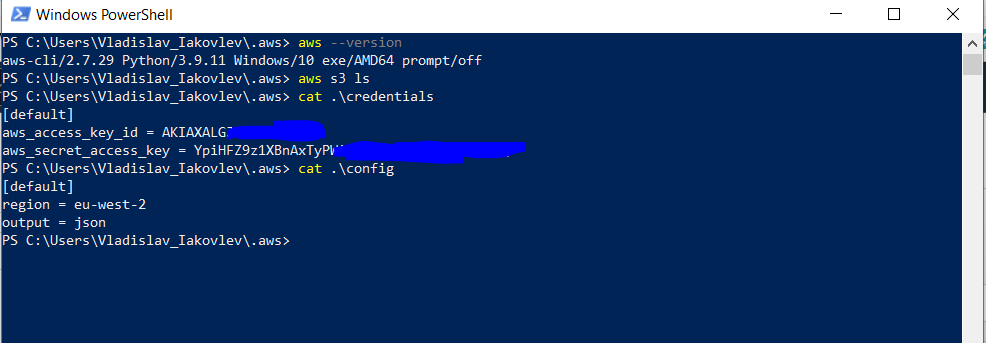 Windows PowerShell
PS C:\Users\Vladislav_Iakovlev\.aws> aws --version
aws-cli/2.7.29 Python/3.9.11 Windows/10 exe/AMD64 prompt/off
PS C:\Users\Vladislav_Iakovlev\.aws> aws s3 ls
PS C:\Users\Vladislav_Iakovlev\.aws> cat .\credentials
[default]
aws_access_key_id = AKIAXALG
aws_secret_access_key = YpiHFZ9z1XBnAxTyP
PS C:\Users\Vladislav_Iakovlev\.aws> cat .\config
[default]
region = eu-west-2
output = json
PS C:\Users\Vladislav_Iakovlev\.aws>